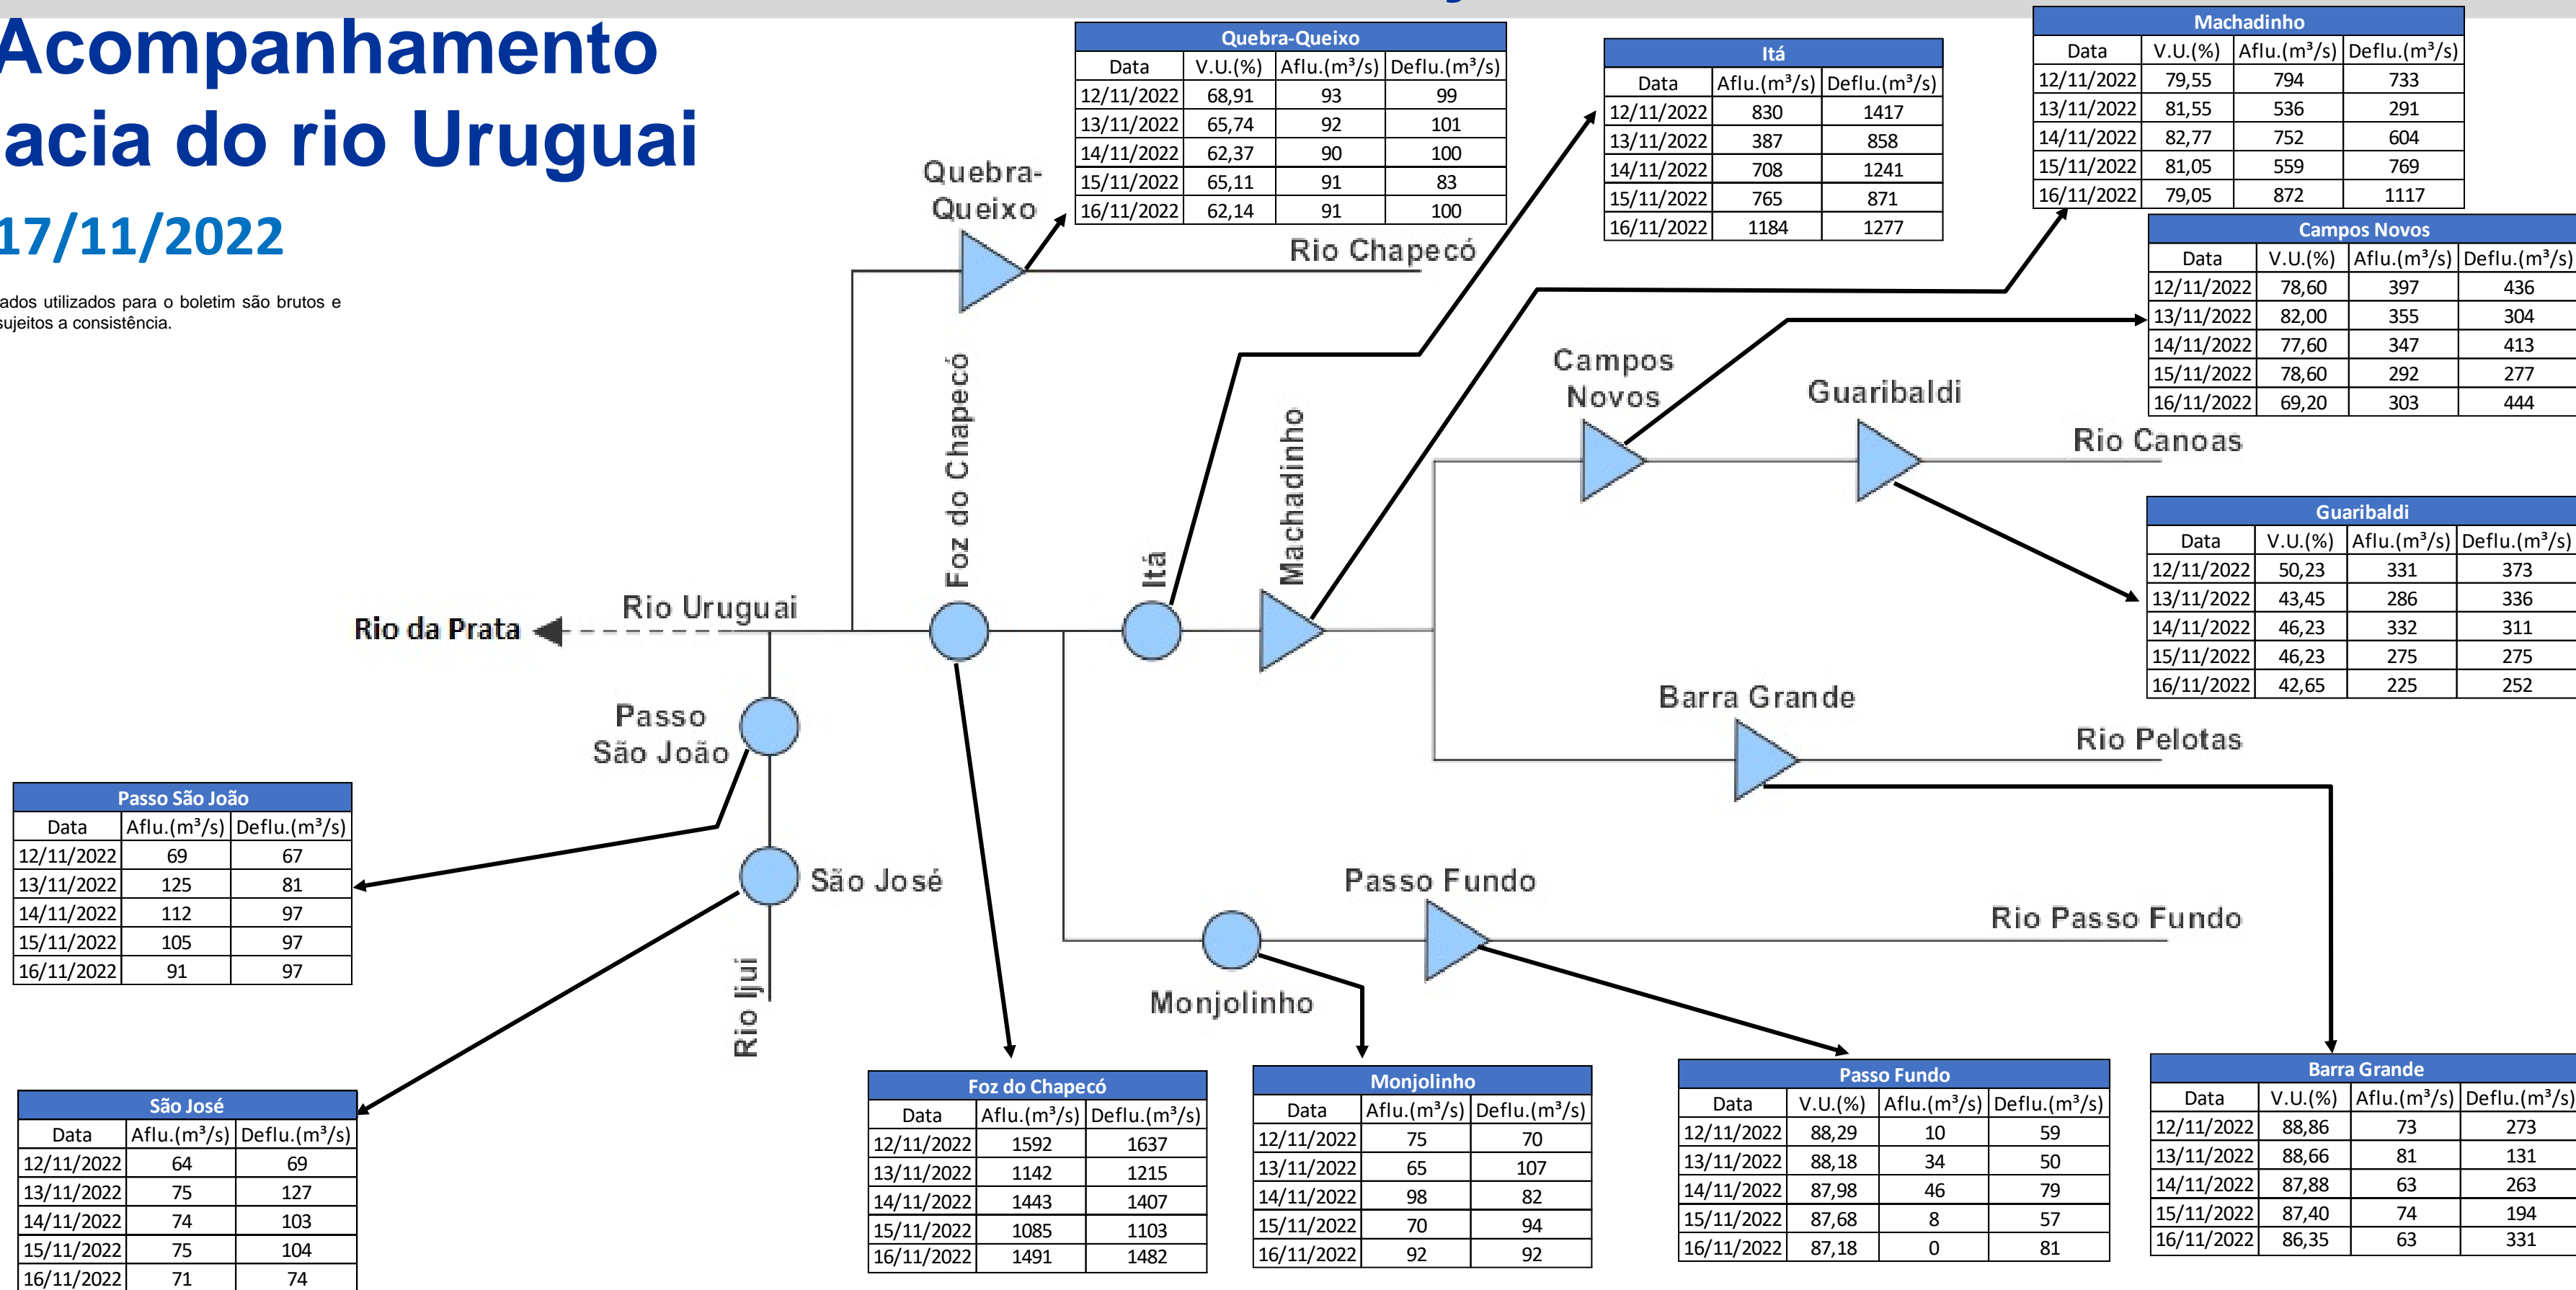 Acompanhamento
acia do rio Uruguai
17/11/2022
ados utilizados para o boletim são brutos e
sujeitos a consistência.
Quebra-Queixo
Data V.U.(%) Aflu.(m³/s) Deflu.(m³/s)
12/11/2022 68,91 93 99
13/11/2022 65,74 92 101
14/11/2022 62,37 90 100
15/11/2022 65,11 91 83
16/11/2022 62,14 91 100
Itá
Data Aflu.(m³/s) Deflu.(m³/s)
12/11/2022 830 1417
13/11/2022 387 858
14/11/2022 708 1241
15/11/2022 765 871
16/11/2022 1184 1277
Machadinho
Data V.U.(%) Aflu.(m³/s) Deflu.(m³/s)
12/11/2022 79,55 794 733
13/11/2022 81,55 536 291
14/11/2022 82,77 752 604
15/11/2022 81,05 559 769
16/11/2022 79,05 872 1117
Campos Novos
Data V.U.(%) Aflu.(m³/s) Deflu.(m³/s)
12/11/2022 78,60 397 436
13/11/2022 82,00 355 304
14/11/2022 77,60 347 413
15/11/2022 78,60 292 277
16/11/2022 69,20 303 444
Guaribaldi
Data V.U.(%) Aflu.(m³/s) Deflu.(m³/s)
12/11/2022 50,23 331 373
13/11/2022 43,45 286 336
14/11/2022 46,23 332 311
15/11/2022 46,23 275 275
16/11/2022 42,65 225 252
Quebra-
Queixo
Rio Chapecó
Foz do Chapecó
Itá
Machadinho
Campos
Novos
Guaribaldi
Rio Canoas
Rio da Prata
Rio Uruguai
Barra Grande
Rio Pelotas
Passo
São João
São José
Rio Ijuí
Passo Fundo
Rio Passo Fundo
Monjolinho
Passo São João
Data Aflu.(m³/s) Deflu.(m³/s)
12/11/2022 69 67
13/11/2022 125 81
14/11/2022 112 97
15/11/2022 105 97
16/11/2022 91 97
São José
Data Aflu.(m³/s) Deflu.(m³/s)
12/11/2022 64 69
13/11/2022 75 127
14/11/2022 74 103
15/11/2022 75 104
16/11/2022 71 74
Foz do Chapecó
Data Aflu.(m³/s) Deflu.(m³/s)
12/11/2022 1592 1637
13/11/2022 1142 1215
14/11/2022 1443 1407
15/11/2022 1085 1103
16/11/2022 1491 1482
Monjolinho
Data Aflu.(m³/s) Deflu.(m³/s)
12/11/2022 75 70
13/11/2022 65 107
14/11/2022 98 82
15/11/2022 70 94
16/11/2022 92 92
Passo Fundo
Data V.U.(%) Aflu.(m³/s) Deflu.(m³/s)
12/11/2022 88,29 10 59
13/11/2022 88,18 34 50
14/11/2022 87,98 46 79
15/11/2022 87,68 8 57
16/11/2022 87,18 0 81
Barra Grande
Data V.U.(%) Aflu.(m³/s) Deflu.(m³/s)
12/11/2022 88,86 73 273
13/11/2022 88,66 81 131
14/11/2022 87,88 63 263
15/11/2022 87,40 74 194
16/11/2022 86,35 63 331